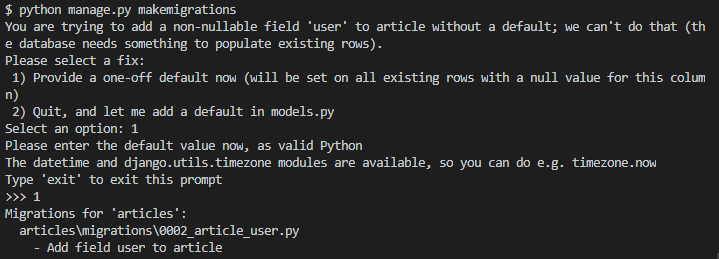 $ python manage.py makemigrations
You are trying to add a non-nullable field 'user' to article without a default; we can't do that (th
e database needs something to populate existing rows).
Please select a fix:
 1) Provide a one-off default now (will be set on all existing rows with a null value for this colum
n)
 2) Quit, and let me add a default in models.py
Select an option: 1
Please enter the default value now, as valid Python
The datetime and django.utils.timezone modules are available, so you can do e.g. timezone.now
Type 'exit' to exit this prompt
>>> 1
Migrations for 'articles':
  articles\migrations\0002_article_user.py
    - Add field user to article